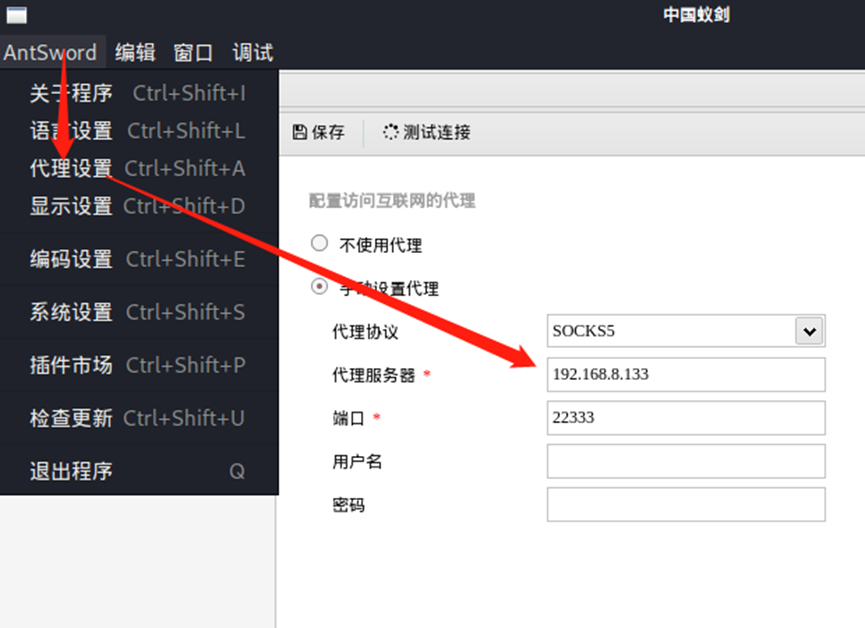 中国蚁剑
AntSword 编辑 窗口 调试
关于程序 Ctrl+Shift+I
语言设置 Ctrl+Shift+L
代理设置 Ctrl+Shift+A
显示设置 Ctrl+Shift+D
编码设置 Ctrl+Shift+E
系统设置 Ctrl+Shift+S
插件市场 Ctrl+Shift+P
检查更新 Ctrl+Shift+U
退出程序 Q
保存 测试连接
配置访问互联网的代理
不使用代理
手动设置代理
代理协议 SOCKS5
代理服务器 * 192.168.8.133
端口 * 22333
用户名
密码